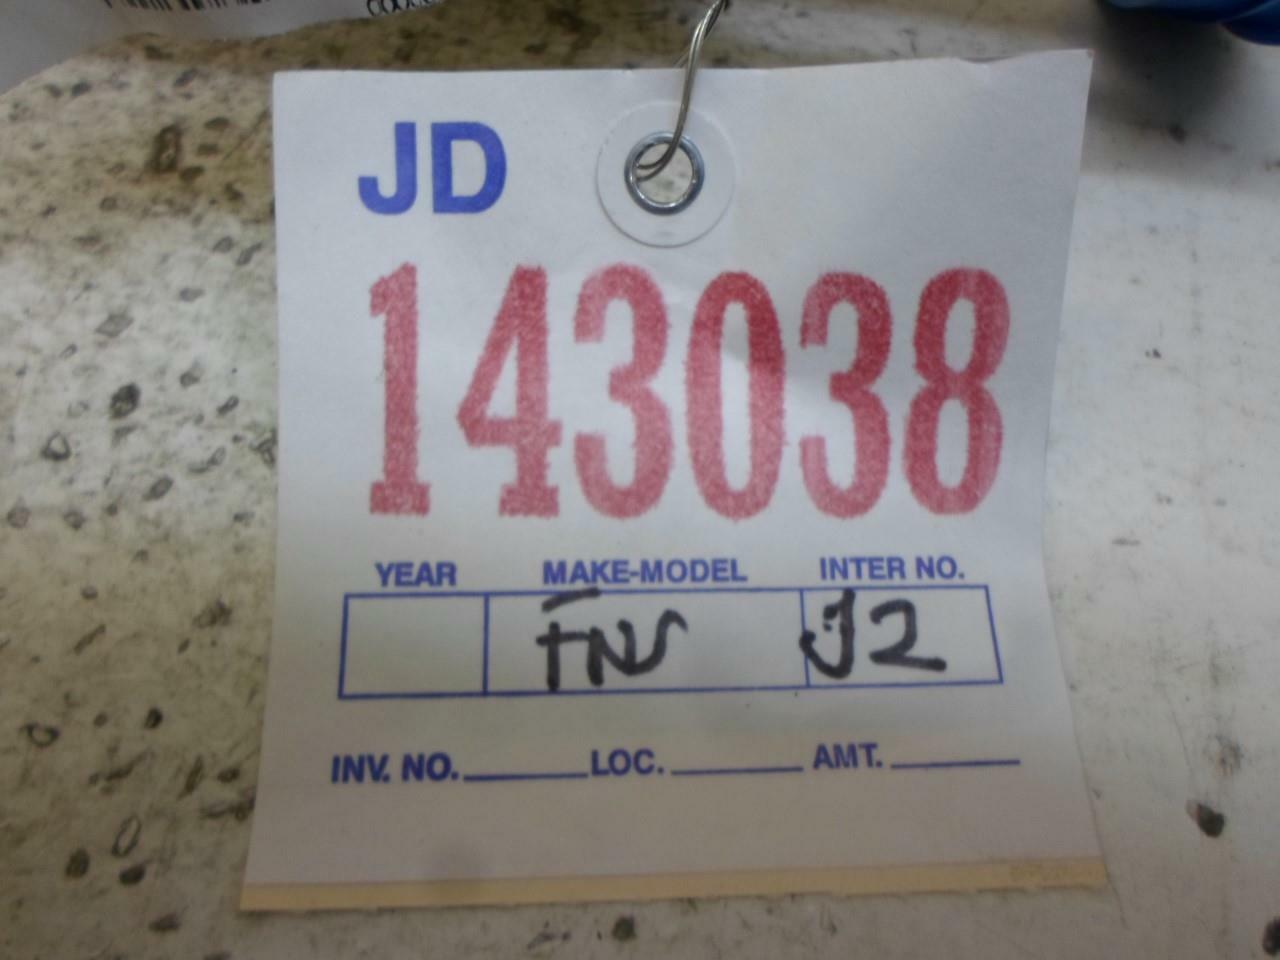 JD
143038
YEAR MAKE-MODEL INTER NO.
FNS J2
INV. NO. LOC. AMT.